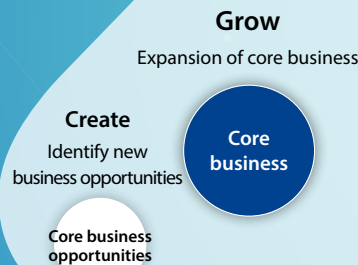 Grow
Expansion of core business
Create
Identify new
business opportunities
Core
business
Core business
opportunities